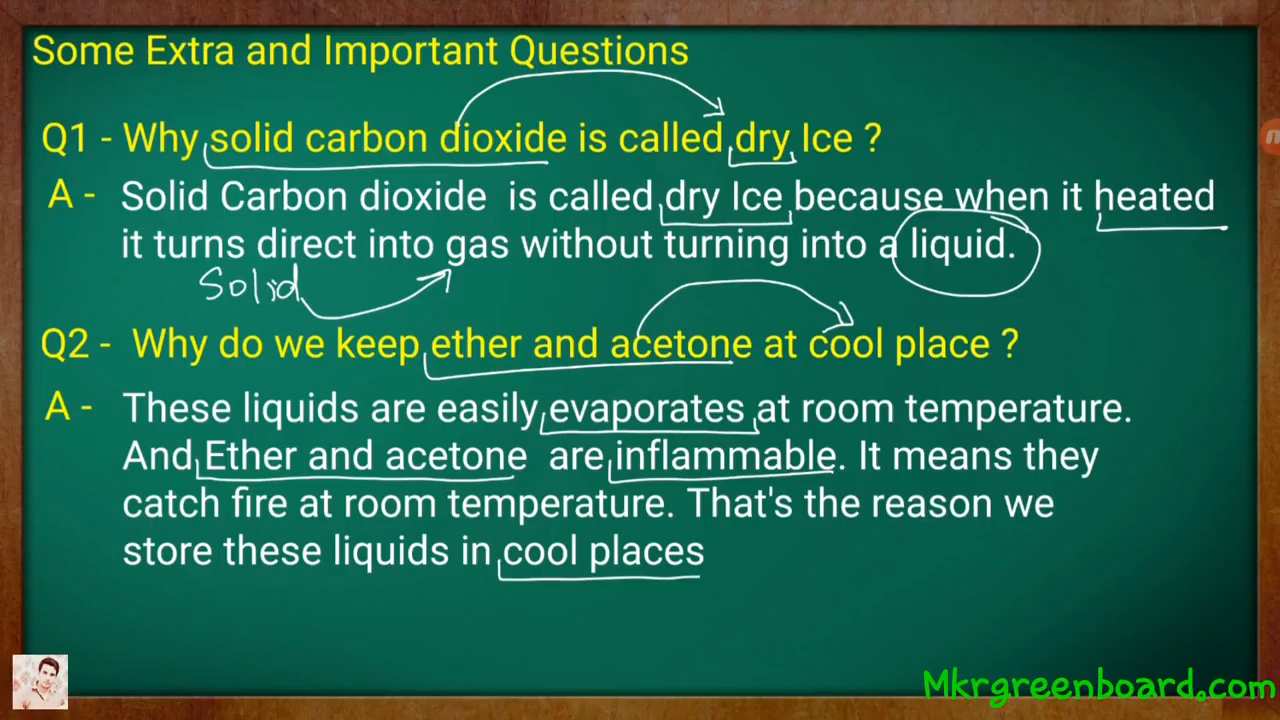 Some Extra and Important Questions
Q1 - Why solid carbon dioxide is called dry Ice ?
A - Solid Carbon dioxide is called dry Ice because when it heated
it turns direct into gas without turning into a liquid.
Solid
Q2 - Why do we keep ether and acetone at cool place ?
A - These liquids are easily evaporates at room temperature.
And Ether and acetone are inflammable. It means they
catch fire at room temperature. That's the reason we
store these liquids in cool places
Mkrgreenboard.com